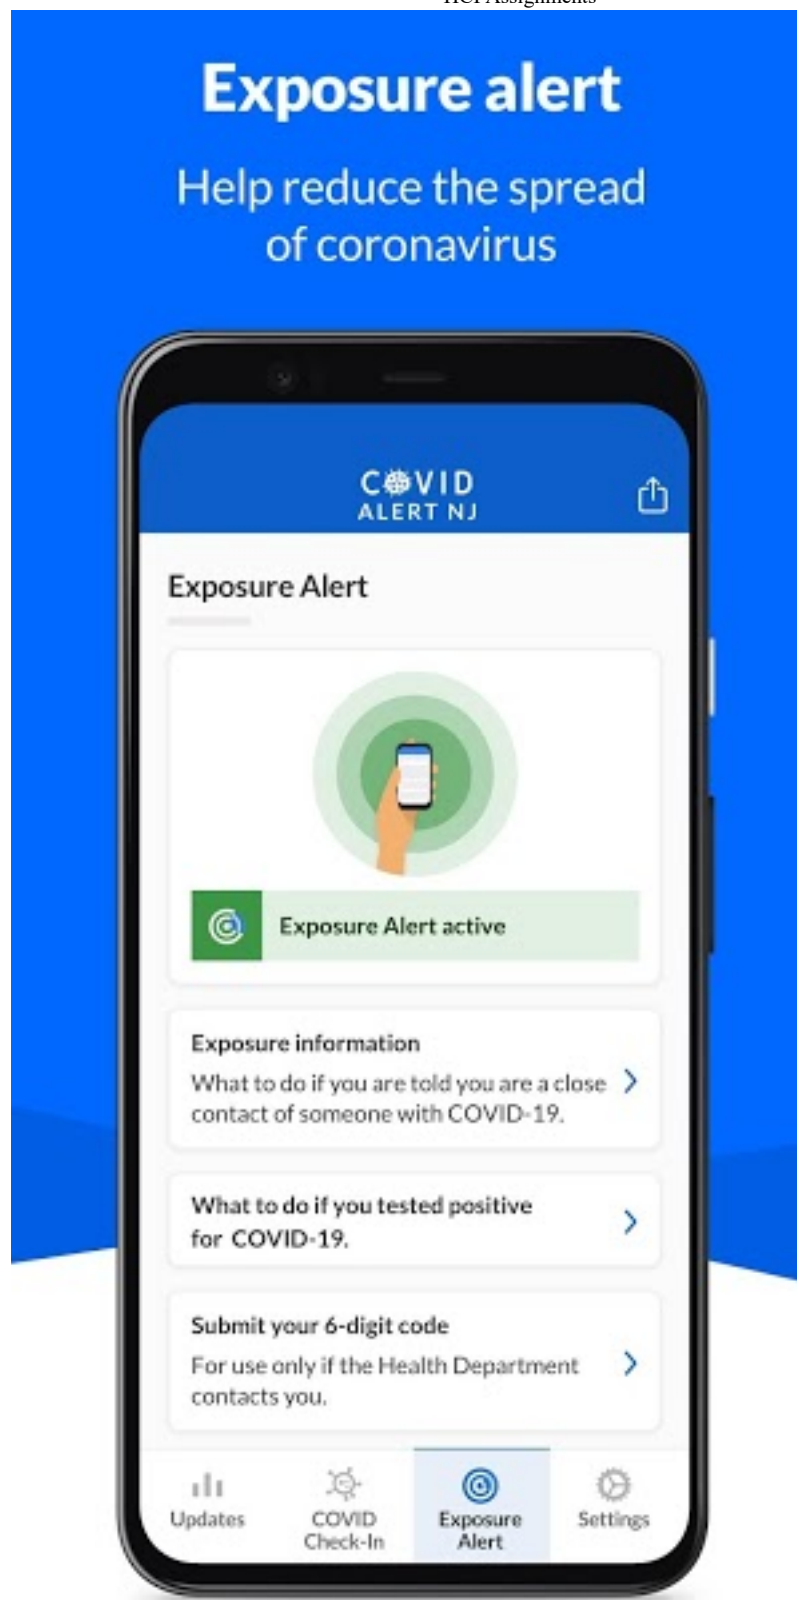 HCI Assignments
Exposure alert
Help reduce the spread
of coronavirus
COVID
ALERT NJ
Exposure Alert
Exposure Alert active
Exposure information
What to do if you are told you are a close
contact of someone with COVID-19.
What to do if you tested positive
for COVID-19.
Submit your 6-digit code
For use only if the Health Department
contacts you.
Updates
COVID
Check-In
Exposure
Alert
Settings